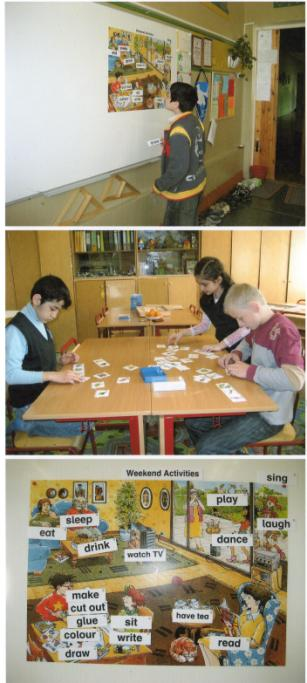 Weekend Activities
sing
play
sleep
laugh
eat
dance
drink
watch TV
make
cut out
glue
sit
have tea
colour
write
read
draw